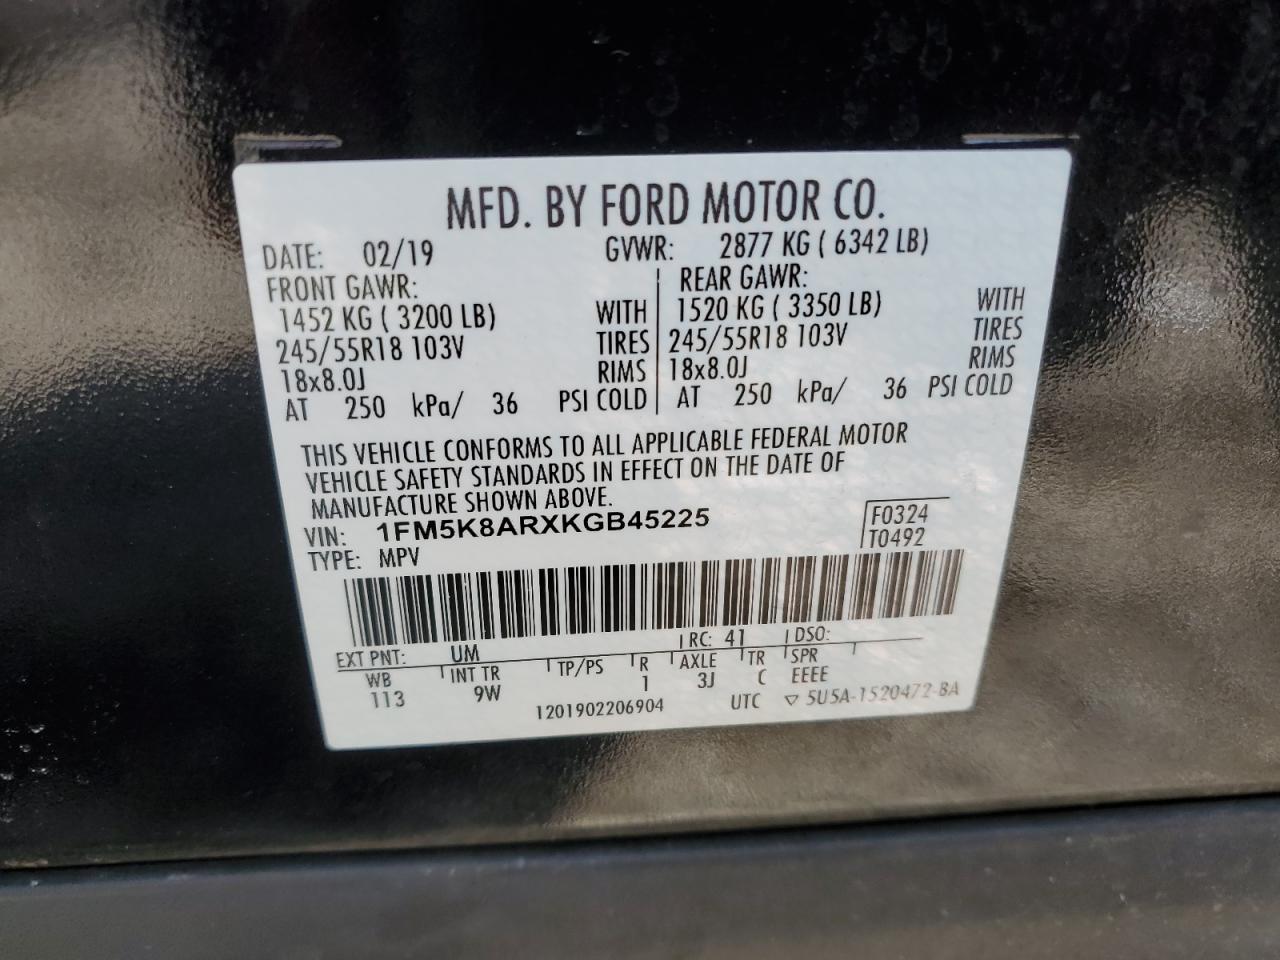 MFD. BY FORD MOTOR CO.
DATE: 02/19 GVWR: 2877 KG ( 6342 LB)
FRONT GAWR: REAR GAWR:
1452 KG ( 3200 LB) WITH 1520 KG ( 3350 LB) WITH
245/55R18 103V TIRES 245/55R18 103V TIRES
18x8.0J RIMS 18x8.0J RIMS
AT 250 kPa/ 36 PSI COLD AT 250 kPa/ 36 PSI COLD
THIS VEHICLE CONFORMS TO ALL APPLICABLE FEDERAL MOTOR
VEHICLE SAFETY STANDARDS IN EFFECT ON THE DATE OF
MANUFACTURE SHOWN ABOVE.
VIN: 1FM5K8ARXKGB45225 F0324
TYPE: MPV T0492
EXT PNT: UM RC: 41 DSO:
WB INT TR TP/PS R AXLE TR SPR
113 9W 1 3J C EEEE
1201902206904 UTC ▽ 5U5A-1520472-BA